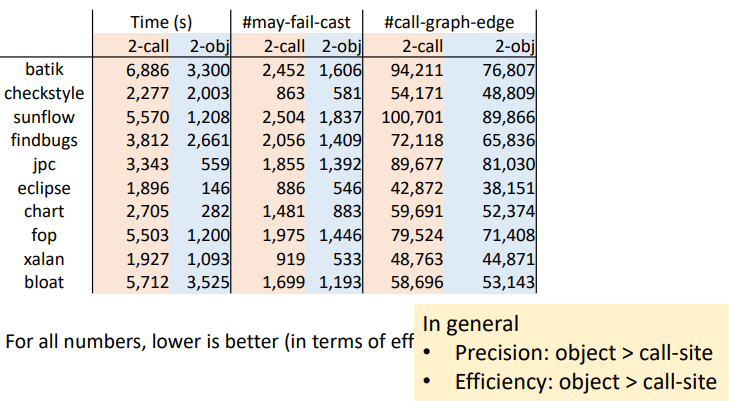 Time (s) #may-fail-cast #call-graph-edge
2-call 2-obj 2-call 2-obj 2-call 2-obj
batik 6,886 3,300 2,452 1,606 94,211 76,807
checkstyle 2,277 2,003 863 581 54,171 48,809
sunflow 5,570 1,208 2,504 1,837 100,701 89,866
findbugs 3,812 2,661 2,056 1,409 72,118 65,836
jpc 3,343 559 1,855 1,392 89,677 81,030
eclipse 1,896 146 886 546 42,872 38,151
chart 2,705 282 1,481 883 59,691 52,374
fop 5,503 1,200 1,975 1,446 79,524 71,408
xalan 1,927 1,093 919 533 48,763 44,871
bloat 5,712 3,525 1,699 1,193 58,696 53,143
For all numbers, lower is better (in terms of eff
In general
• Precision: object > call-site
• Efficiency: object > call-site